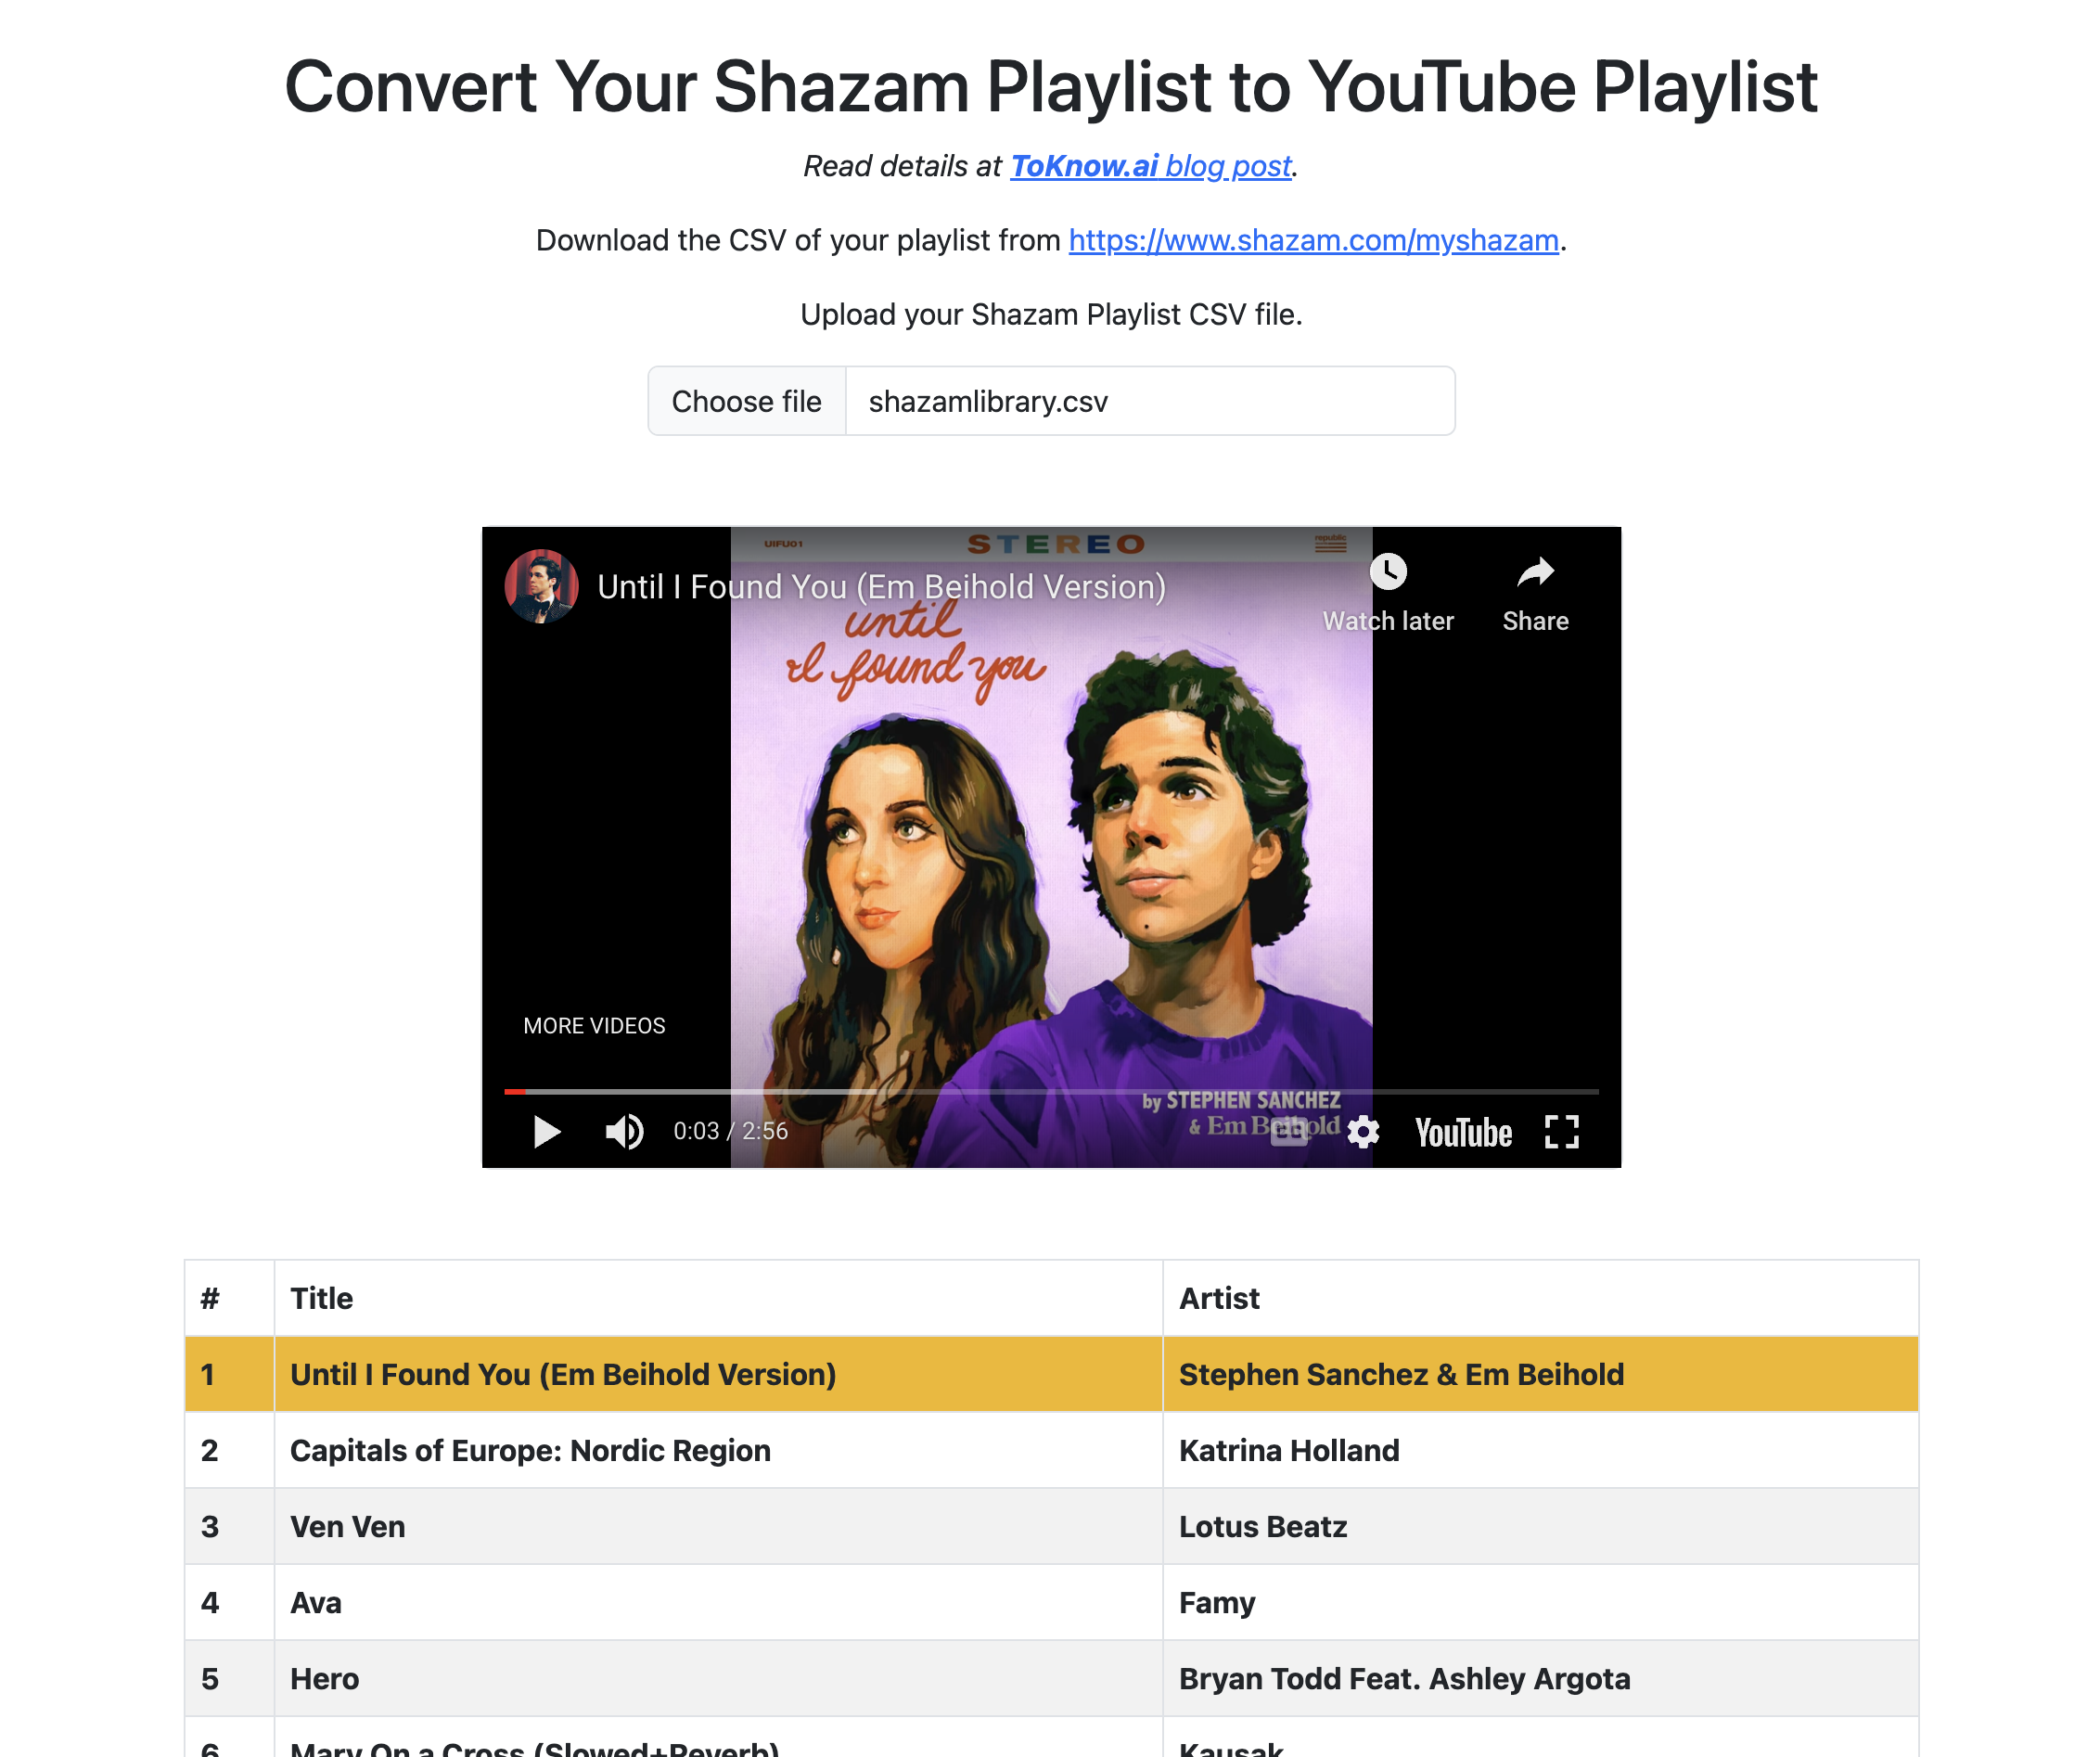 Convert Your Shazam Playlist to YouTube Playlist
Read details at ToKnow.ai blog post.
Download the CSV of your playlist from https://www.shazam.com/myshazam.
Upload your Shazam Playlist CSV file.
Choose file shazamlibrary.csv
UIFU01 STEREO republic
Until I Found You (Em Beihold Version)
Watch later Share
until
I found you
MORE VIDEOS
by STEPHEN SANCHEZ
& Em Beihold
0:03 / 2:56 YouTube
# Title Artist
1 Until I Found You (Em Beihold Version) Stephen Sanchez & Em Beihold
2 Capitals of Europe: Nordic Region Katrina Holland
3 Ven Ven Lotus Beatz
4 Ava Famy
5 Hero Bryan Todd Feat. Ashley Argota
6 Mary On a Cross (Slowed+Reverb) Kausak